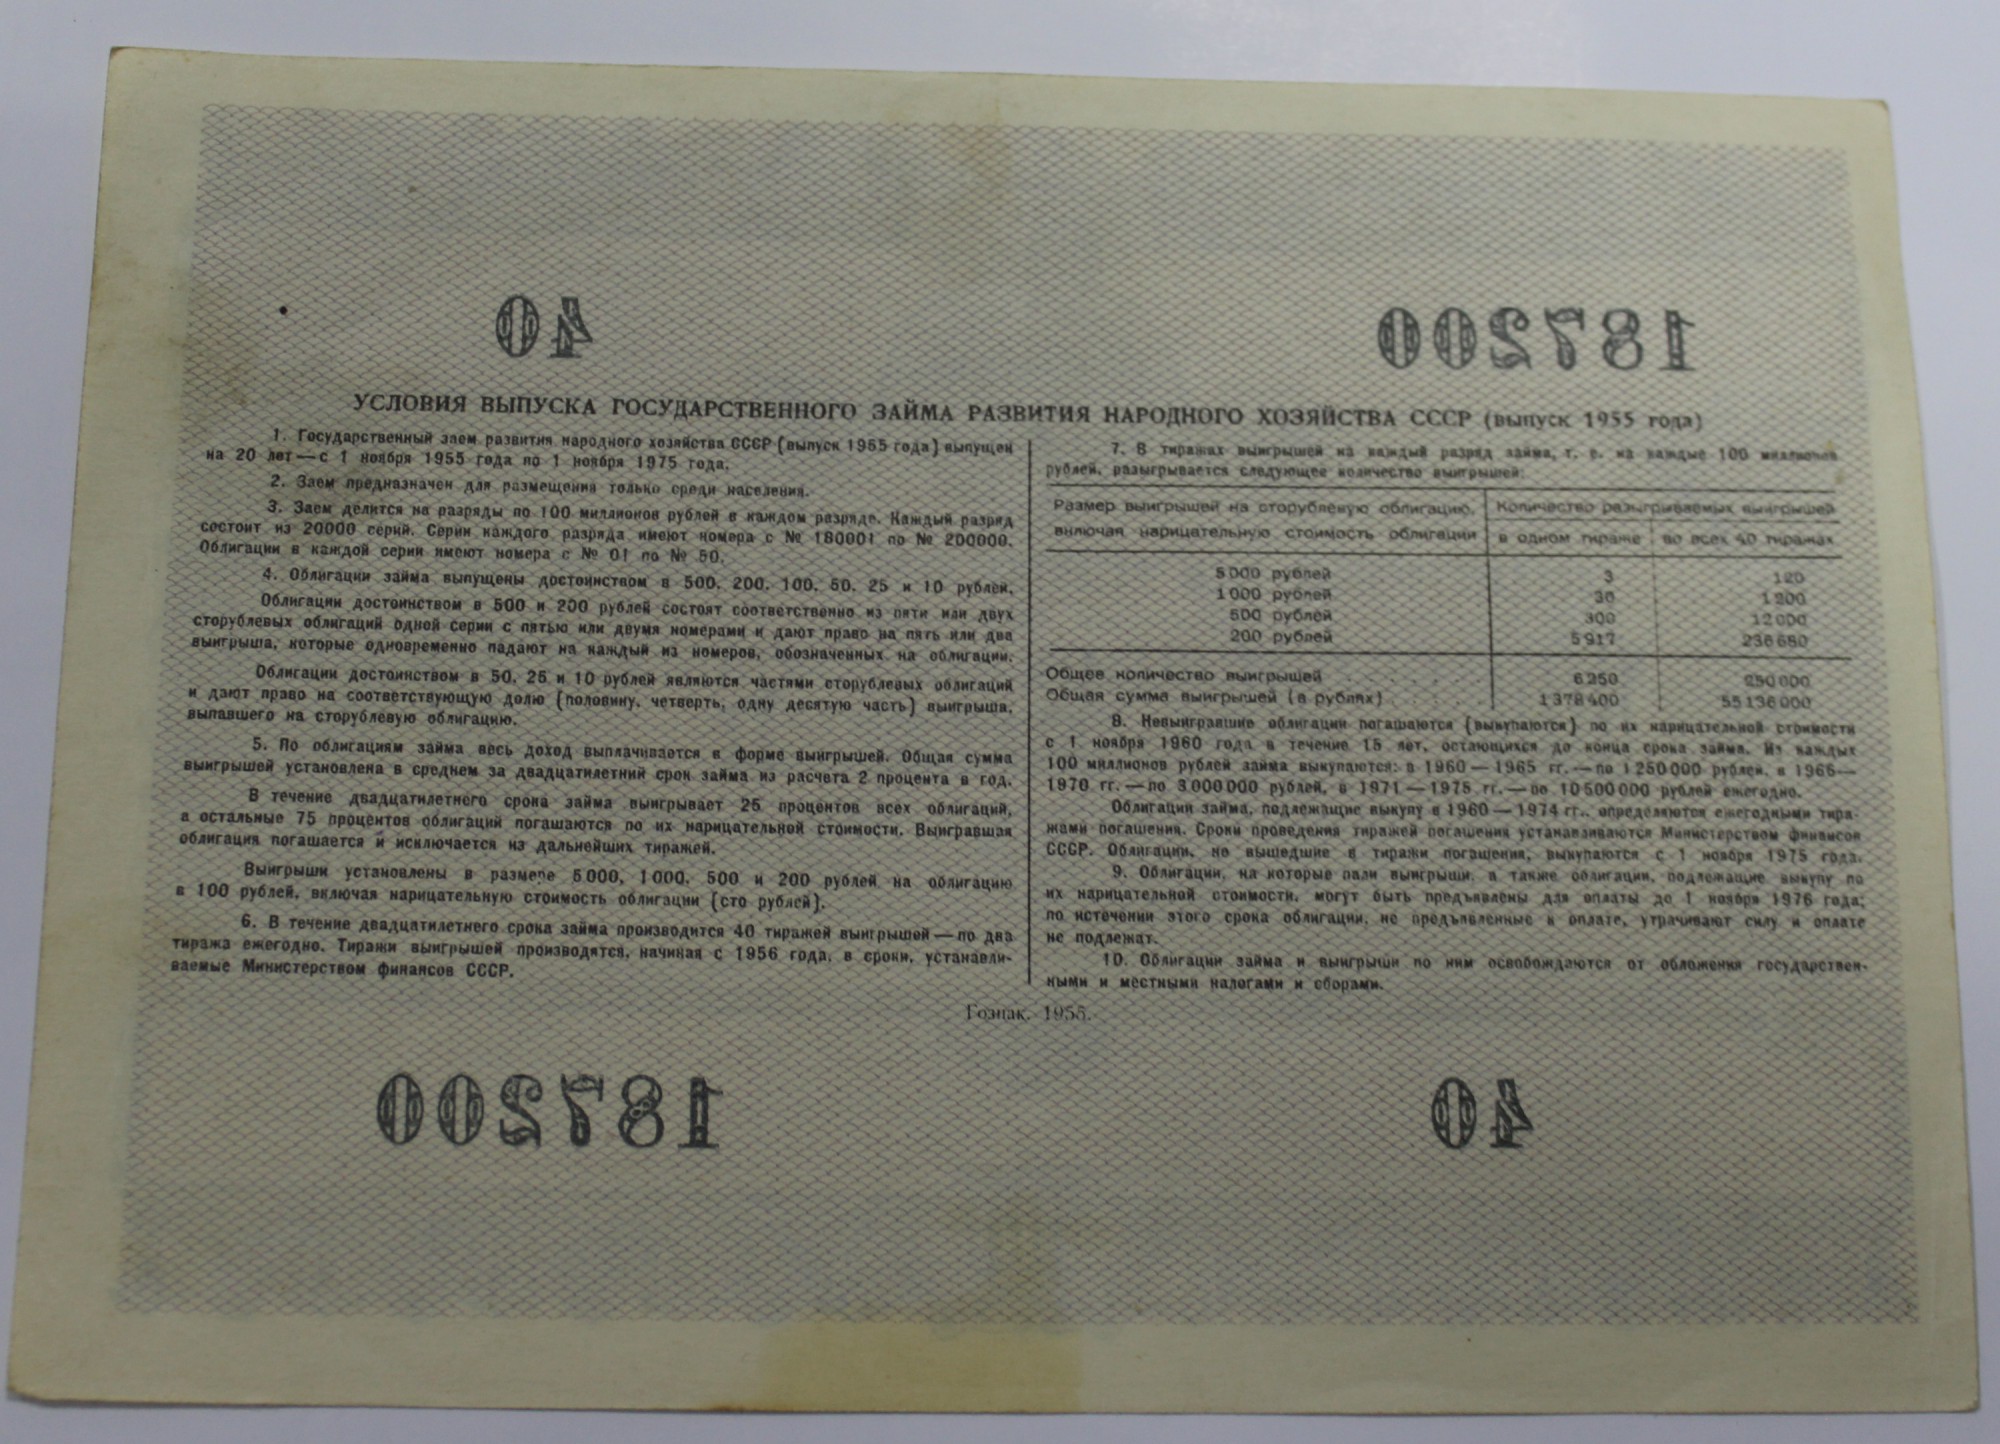 40
187200
УСЛОВИЯ ВЫПУСКА ГОСУДАРСТВЕННОГО ЗАЙМА РАЗВИТИЯ НАРОДНОГО ХОЗЯЙСТВА СССР (выпуск 1955 года)
1. Государственный заем развития народного хозяйства СССР (выпуск 1955 года) выпущен
на 20 лет — с 1 ноября 1955 года по 1 ноября 1975 года.
2. Заем предназначен для размещения только среди населения.
3. Заем делится на разряды по 100 миллионов рублей в каждом разряде. Каждый разряд
состоит из 20000 серий. Серии каждого разряда имеют номера с № 180001 по № 200000.
Облигации в каждой серии имеют номера с № 01 по № 50.
4. Облигации займа выпущены достоинством в 500, 200, 100, 50, 25 и 10 рублей.
Облигации достоинством в 500 и 200 рублей состоят соответственно из пяти или двух
сторублевых облигаций одной серии с пятью или двумя номерами и дают право на пять или два
выигрыша, которые одновременно падают на каждый из номеров, обозначенных на облигации.
Облигации достоинством в 50, 25 и 10 рублей являются частями сторублевых облигаций
и дают право на соответствующую долю (половину, четверть, одну десятую часть) выигрыша,
выпавшего на сторублевую облигацию.
5. По облигациям займа весь доход выплачивается в форме выигрышей. Общая сумма
выигрышей установлена в среднем за двадцатилетний срок займа из расчета 2 процента в год.
В течение двадцатилетнего срока займа выигрывает 25 процентов всех облигаций,
а остальные 75 процентов облигаций погашаются по их нарицательной стоимости. Выигравшая
облигация погашается и исключается из дальнейших тиражей.
Выигрыши установлены в размере 5000, 1000, 500 и 200 рублей на облигацию
в 100 рублей, включая нарицательную стоимость облигации (сто рублей).
6. В течение двадцатилетнего срока займа производится 40 тиражей выигрышей — по два
тиража ежегодно. Тиражи выигрышей производятся, начиная с 1956 года, в сроки, устанавли-
ваемые Министерством финансов СССР.
7. В тиражах выигрышей на каждый разряд займа, т. е. на каждые 100 миллионов
рублей, разыгрывается следующее количество выигрышей:
Размер выигрышей на сторублевую облигацию, Количество разыгрываемых выигрышей
включая нарицательную стоимость облигации в одном тираже во всех 40 тиражах
5000 рублей 3 120
1000 рублей 30 1200
500 рублей 300 12000
200 рублей 5917 236680
Общее количество выигрышей . . . . 6250 250000
Общая сумма выигрышей (в рублях) . . . . . 1378400 55136000
8. Невыигравшие облигации погашаются (выкупаются) по их нарицательной стоимости
с 1 ноября 1960 года в течение 15 лет, остающихся до конца срока займа. Из каждых
100 миллионов рублей займа выкупаются: в 1960 — 1965 гг. — по 1250000 рублей, в 1966 —
1970 гг. — по 3000000 рублей, в 1971 — 1975 гг. — по 10500000 рублей ежегодно.
Облигации займа, подлежащие выкупу в 1960 — 1974 гг., определяются ежегодными тира-
жами погашения. Сроки проведения тиражей погашения устанавливаются Министерством финансов
СССР. Облигации, не вышедшие в тиражи погашения, выкупаются с 1 ноября 1975 года.
9. Облигации, на которые пали выигрыши, а также облигации, подлежащие выкупу по
их нарицательной стоимости, могут быть предъявлены для оплаты до 1 ноября 1976 года;
по истечении этого срока облигации, не предъявленные к оплате, утрачивают силу и оплате
не подлежат.
10. Облигации займа и выигрыши по ним освобождаются от обложения государствен-
ными и местными налогами и сборами.
Гознак. 1955.
187200
40